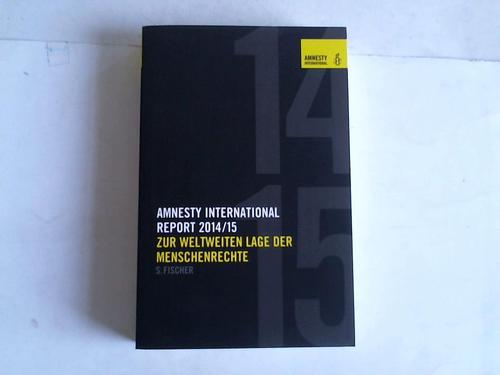 14
AMNESTY
INTERNATIONAL
15
AMNESTY INTERNATIONAL
REPORT 2014/15
ZUR WELTWEITEN LAGE DER
MENSCHENRECHTE
S. FISCHER